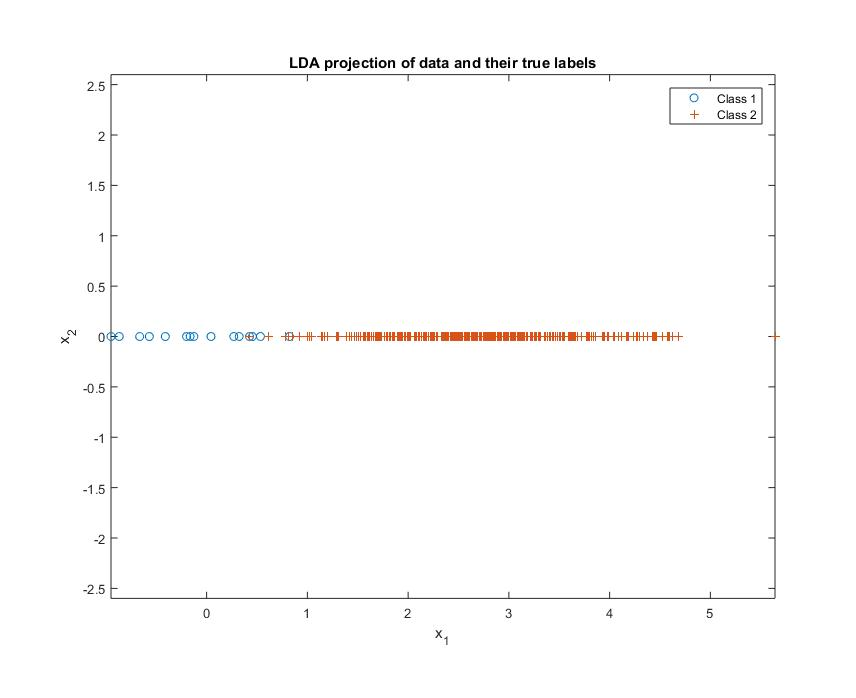 LDA projection of data and their true labels
Class 1
Class 2
2.5
2
1.5
1
0.5
0
-0.5
-1
-1.5
-2
-2.5
x2
0 1 2 3 4 5
x1